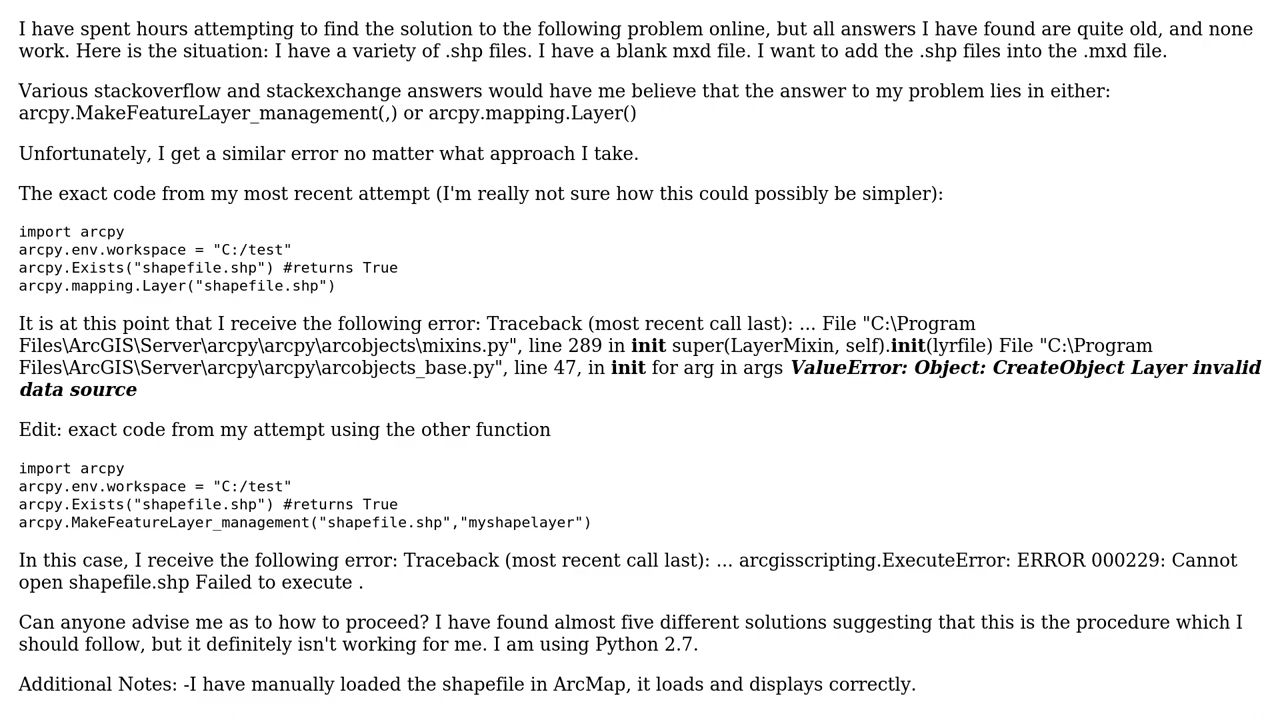 I have spent hours attempting to find the solution to the following problem online, but all answers I have found are quite old, and none
work. Here is the situation: I have a variety of .shp files. I have a blank mxd file. I want to add the .shp files into the .mxd file.
Various stackoverflow and stackexchange answers would have me believe that the answer to my problem lies in either:
arcpy.MakeFeatureLayer_management(,) or arcpy.mapping.Layer()
Unfortunately, I get a similar error no matter what approach I take.
The exact code from my most recent attempt (I'm really not sure how this could possibly be simpler):
import arcpy
arcpy.env.workspace = "C:/test"
arcpy.Exists("shapefile.shp") #returns True
arcpy.mapping.Layer("shapefile.shp")
It is at this point that I receive the following error: Traceback (most recent call last): ... File "C:\Program
Files\ArcGIS\Server\arcpy\arcpy\arcobjects\mixins.py", line 289 in init super(LayerMixin, self).init(lyrfile) File "C:\Program
Files\ArcGIS\Server\arcpy\arcpy\arcobjects_base.py", line 47, in init for arg in args ValueError: Object: CreateObject Layer invalid
data source
Edit: exact code from my attempt using the other function
import arcpy
arcpy.env.workspace = "C:/test"
arcpy.Exists("shapefile.shp") #returns True
arcpy.MakeFeatureLayer_management("shapefile.shp","myshapelayer")
In this case, I receive the following error: Traceback (most recent call last): ... arcgisscripting.ExecuteError: ERROR 000229: Cannot
open shapefile.shp Failed to execute .
Can anyone advise me as to how to proceed? I have found almost five different solutions suggesting that this is the procedure which I
should follow, but it definitely isn't working for me. I am using Python 2.7.
Additional Notes: -I have manually loaded the shapefile in ArcMap, it loads and displays correctly.